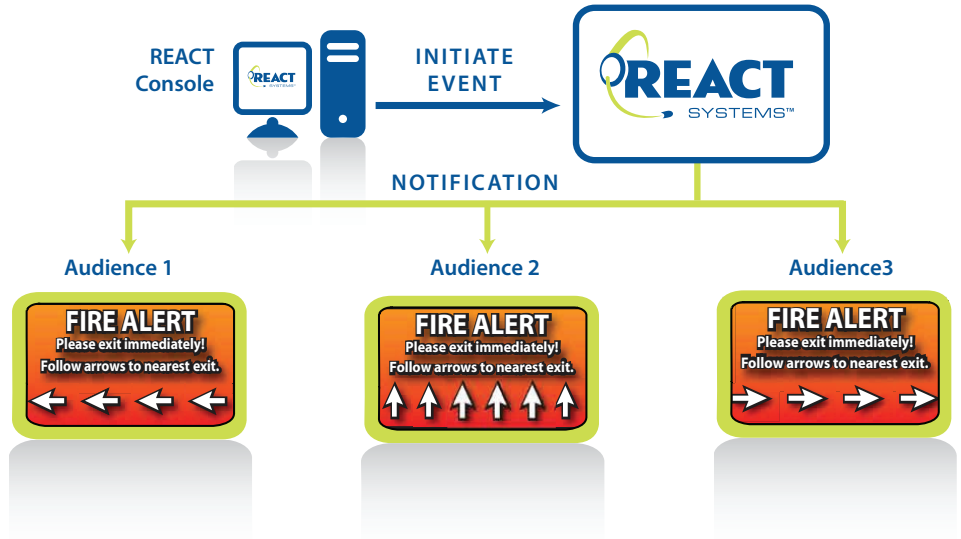 REACT
Console
REACT
SYSTEMS
INITIATE
EVENT
REACT
SYSTEMS™
NOTIFICATION
Audience 1
FIRE ALERT
Please exit immediately!
Follow arrows to nearest exit.
Audience 2
FIRE ALERT
Please exit immediately!
Follow arrows to nearest exit.
Audience3
FIRE ALERT
Please exit immediately!
Follow arrows to nearest exit.